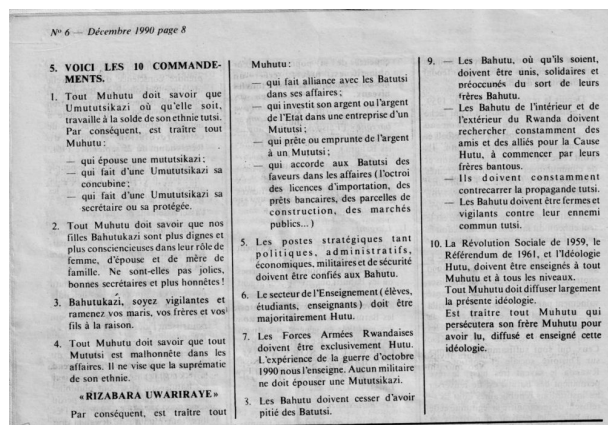 Nº 6 — Décembre 1990 page 8
5. VOICI LES 10 COMMANDE-
MENTS.
1. Tout Muhutu doit savoir que
Umututsikazi où qu'elle soit,
travaille à la solde de son ethnie tutsi.
Par conséquent, est traître tout
Muhutu :
— qui épouse une mututsikazi ;
— qui fait d'une Umututsikazi sa
concubine ;
— qui fait d'une Umututsikazi sa
secrétaire ou sa protégée.
2. Tout Muhutu doit savoir que nos
filles Bahutukazi sont plus dignes et
plus consciencieuses dans leur rôle de
femme, d'épouse et de mère de
famille. Ne sont-elles pas jolies,
bonnes secrétaires et plus honnêtes !
3. Bahutukazi, soyez vigilantes et
ramenez vos maris, vos frères et vos
fils à la raison.
4. Tout Muhutu doit savoir que tout
Mututsi est malhonnête dans les
affaires. Il ne vise que la suprématie
de son ethnie.
« RIZABARA UWARIRAYE »
Par conséquent, est traître tout
Muhutu :
— qui fait alliance avec les Batutsi
dans ses affaires ;
— qui investit son argent ou l'argent
de l'Etat dans une entreprise d'un
Mututsi ;
— qui prête ou emprunte de l'argent
à un Mututsi ;
— qui accorde aux Batutsi des
faveurs dans les affaires (l'octroi
des licences d'importation, des
prêts bancaires, des parcelles de
construction, des marchés
publics... )
5. Les postes stratégiques tant
politiques, administratifs,
économiques, militaires et de sécurité
doivent être confiés aux Bahutu.
6. Le secteur de l'Enseignement (élèves,
étudiants, enseignants) doit être
majoritairement Hutu.
7. Les Forces Armées Rwandaises
doivent être exclusivement Hutu.
L'expérience de la guerre d'octobre
1990 nous l'enseigne. Aucun militaire
ne doit épouser une Mututsikazi.
3. Les Bahutu doivent cesser d'avoir
pitié des Batutsi.
9. — Les Bahutu, où qu'ils soient,
doivent être unis, solidaires et
préoccupés du sort de leurs
frères Bahutu.
— Les Bahutu de l'intérieur et de
l'extérieur du Rwanda doivent
rechercher constamment des
amis et des alliés pour la Cause
Hutu, à commencer par leurs
frères bantous.
— Ils doivent constamment
contrecarrer la propagande tutsi.
— Les Bahutu doivent être fermes et
vigilants contre leur ennemi
commun tutsi.
10. La Révolution Sociale de 1959, le
Référendum de 1961, et l'Idéologie
Hutu, doivent être enseignés à tout
Muhutu et à tous les niveaux.
Tout Muhutu doit diffuser largement
la présente idéologie.
Est traître tout Muhutu qui
persécutera son frère Muhutu pour
avoir lu, diffusé et enseigné cette
idéologie.